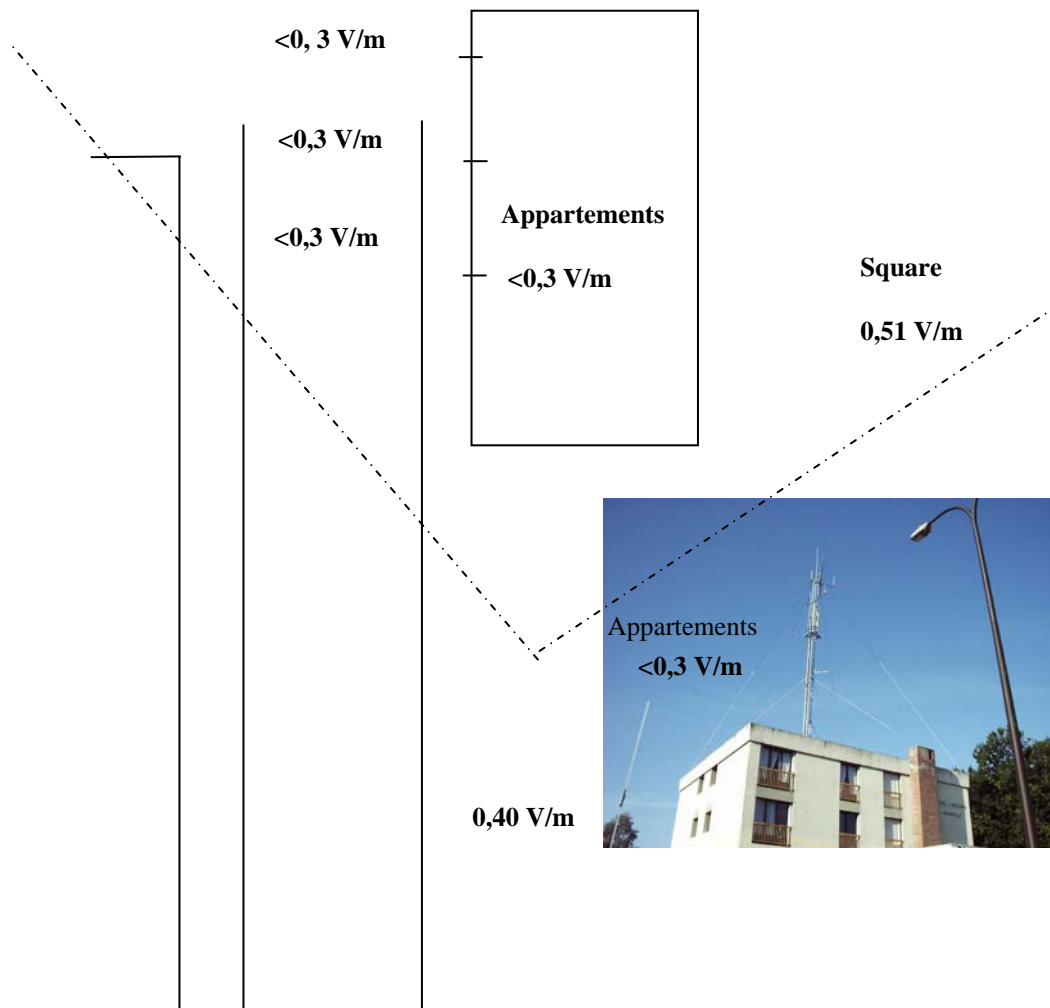 <0, 3 V/m
<0,3 V/m
Appartements
<0,3 V/m
<0,3 V/m
Square
0,51 V/m
Appartements
<0,3 V/m
0,40 V/m